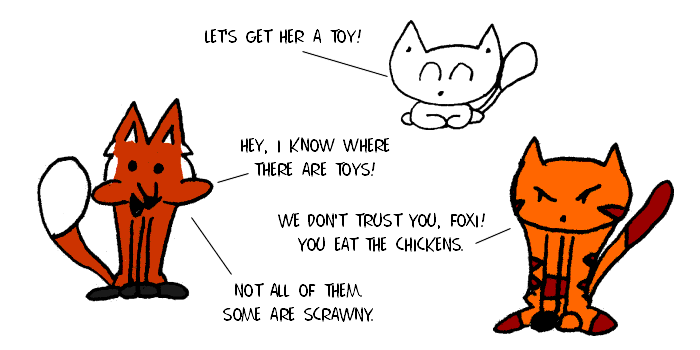 LET'S GET HER A TOY!
HEY, I KNOW WHERE
THERE ARE TOYS!
WE DON'T TRUST YOU, FOXI!
YOU EAT THE CHICKENS.
NOT ALL OF THEM.
SOME ARE SCRAWNY.